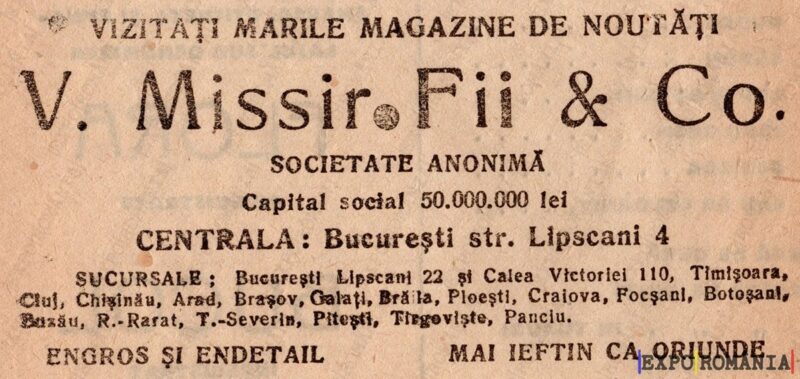 VIZITAȚI MARILE MAGAZINE DE NOUTĂȚI
V. Missir. Fii & Co.
SOCIETATE ANONIMĂ
Capital social 50.000.000 lei
CENTRALA: București str. Lipscani 4
SUCURSALE; București Lipscani 22 și Calea Victoriei 110, Timișoara,
Cluj, Chișinău, Arad, Brașov, Galați, Brăila, Ploești, Craiova, Focșani, Botoșani,
Buzău, R.-Rarat, T.-Severin, Pitești, Tîrgoviște, Panciu.
ENGROS ȘI ENDETAIL MAI IEFTIN CA ORIUNDE
EXPO ROMANIA